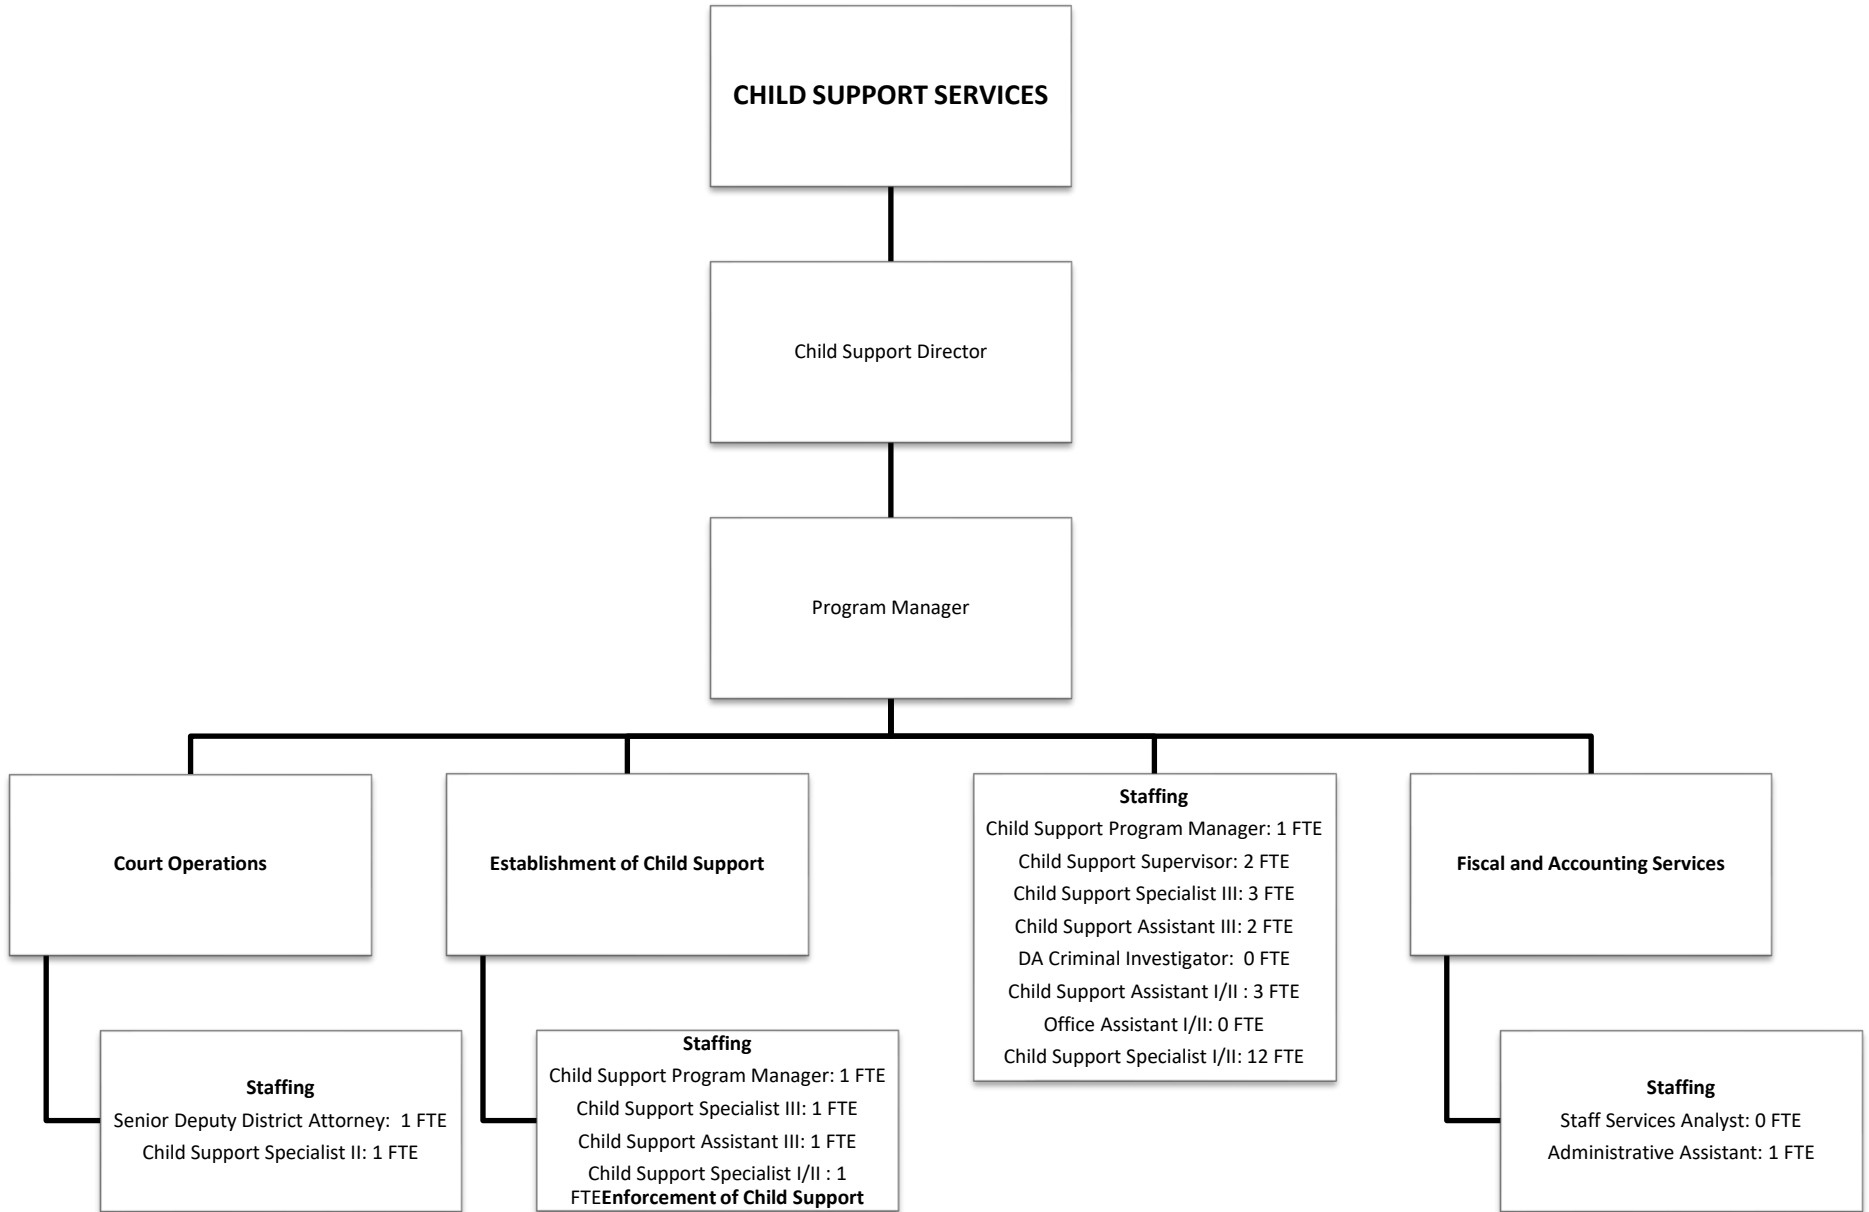 CHILD SUPPORT SERVICES
Child Support Director
Program Manager
Court Operations
Staffing
Senior Deputy District Attorney:  1 FTE
Child Support Specialist II: 1 FTE
Establishment of Child Support
Staffing
Child Support Program Manager: 1 FTE
Child Support Specialist III: 1 FTE
Child Support Assistant III: 1 FTE
Child Support Specialist I/II : 1
FTEEnforcement of Child Support
Staffing
Child Support Program Manager: 1 FTE
Child Support Supervisor: 2 FTE
Child Support Specialist III: 3 FTE
Child Support Assistant III: 2 FTE
DA Criminal Investigator:  0 FTE
Child Support Assistant I/II : 3 FTE
Office Assistant I/II: 0 FTE
Child Support Specialist I/II: 12 FTE
Fiscal and Accounting Services
Staffing
Staff Services Analyst: 0 FTE
Administrative Assistant: 1 FTE